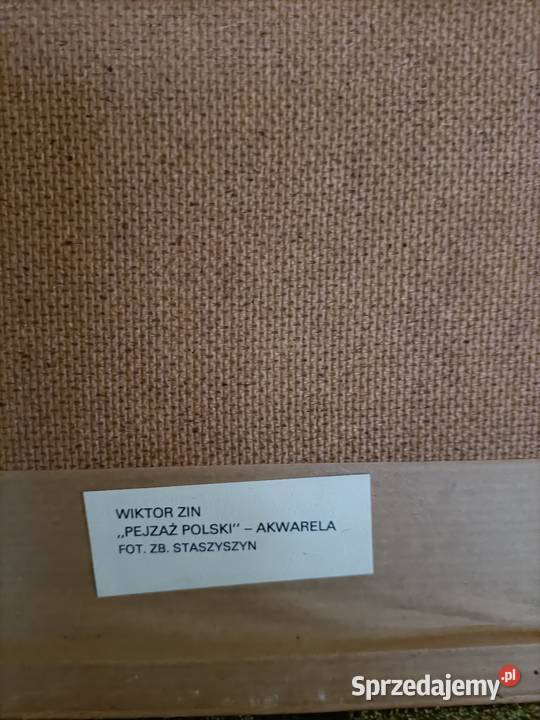 WIKTOR ZIN
„PEJZAŻ POLSKI” – AKWARELA
FOT. ZB. STASZYSZYN
Sprzedajemy.pl